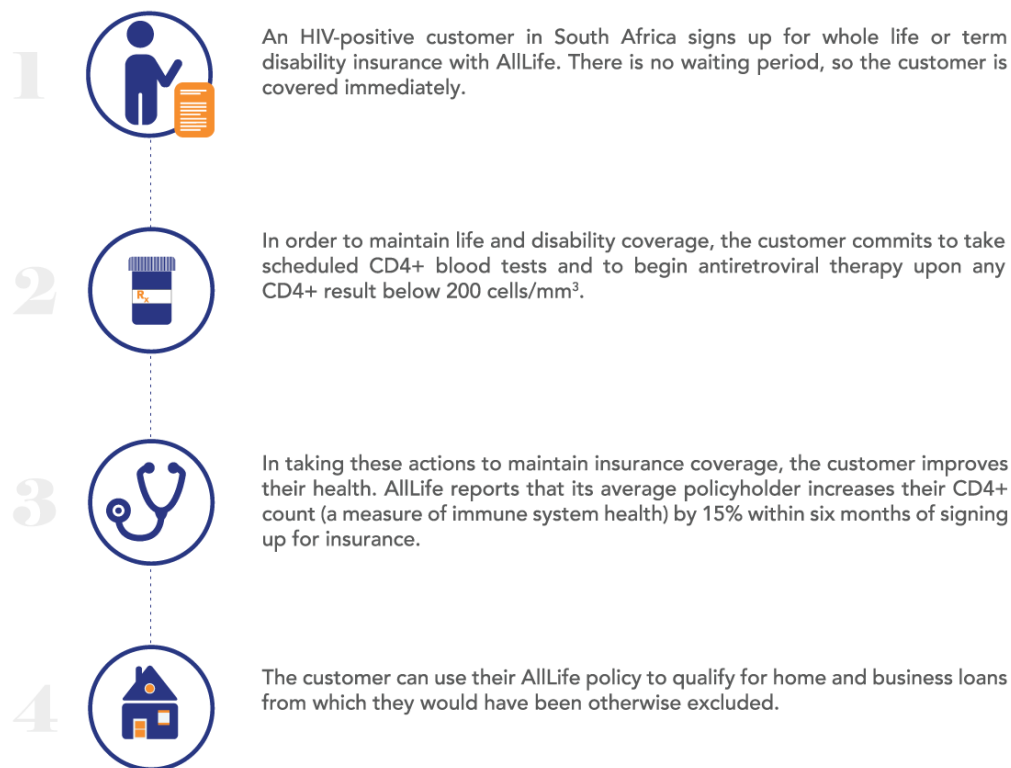 1
An HIV-positive customer in South Africa signs up for whole life or term
disability insurance with AllLife. There is no waiting period, so the customer is
covered immediately.
2
Rx
In order to maintain life and disability coverage, the customer commits to take
scheduled CD4+ blood tests and to begin antiretroviral therapy upon any
CD4+ result below 200 cells/mm³.
3
In taking these actions to maintain insurance coverage, the customer improves
their health. AllLife reports that its average policyholder increases their CD4+
count (a measure of immune system health) by 15% within six months of signing
up for insurance.
4
The customer can use their AllLife policy to qualify for home and business loans
from which they would have been otherwise excluded.